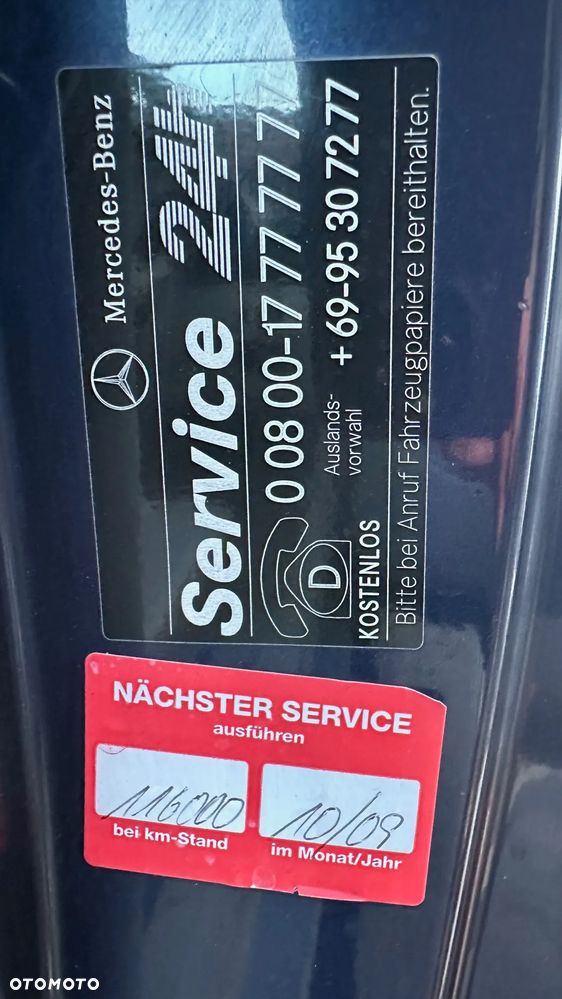 Mercedes-Benz
Service 24h
0 08 00-17 77 77 7
Auslands-
vorwahl
+ 69-95 30 72 77
D
KOSTENLOS
Bitte bei Anruf Fahrzeugpapiere bereithalten.
NÄCHSTER SERVICE
ausführen
116000
10/09
bei km-Stand
im Monat/Jahr
OTOMOTO